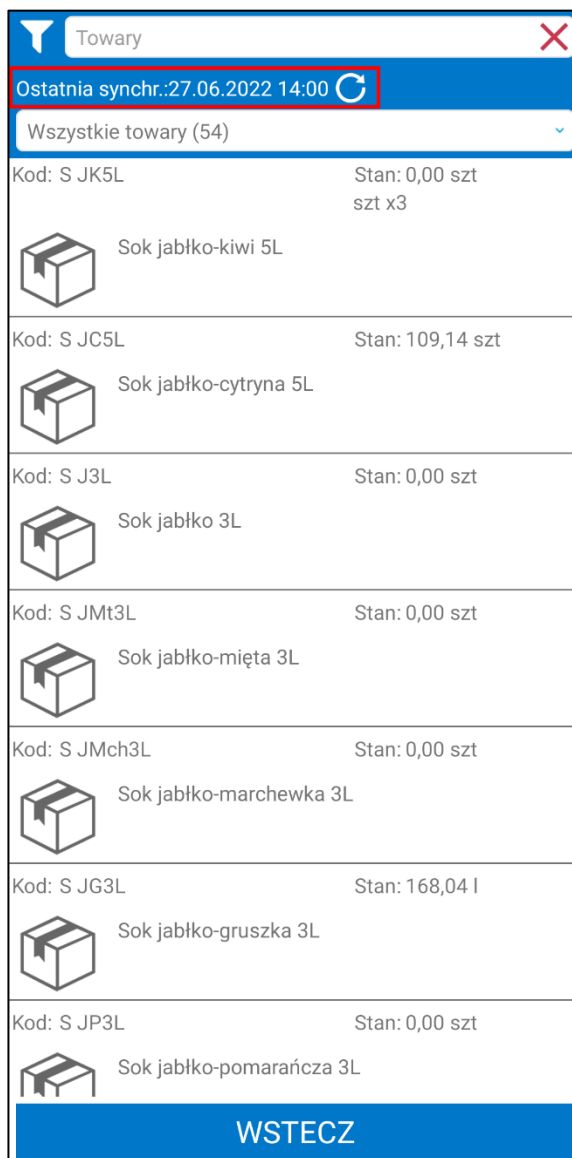 Towary
Ostatnia synchr.:27.06.2022 14:00
Wszystkie towary (54)
Kod: S JK5L Stan: 0,00 szt
szt x3
Sok jabłko-kiwi 5L
Kod: S JC5L Stan: 109,14 szt
Sok jabłko-cytryna 5L
Kod: S J3L Stan: 0,00 szt
Sok jabłko 3L
Kod: S JMt3L Stan: 0,00 szt
Sok jabłko-mięta 3L
Kod: S JMch3L Stan: 0,00 szt
Sok jabłko-marchewka 3L
Kod: S JG3L Stan: 168,04 l
Sok jabłko-gruszka 3L
Kod: S JP3L Stan: 0,00 szt
Sok jabłko-pomarańcza 3L
WSTECZ